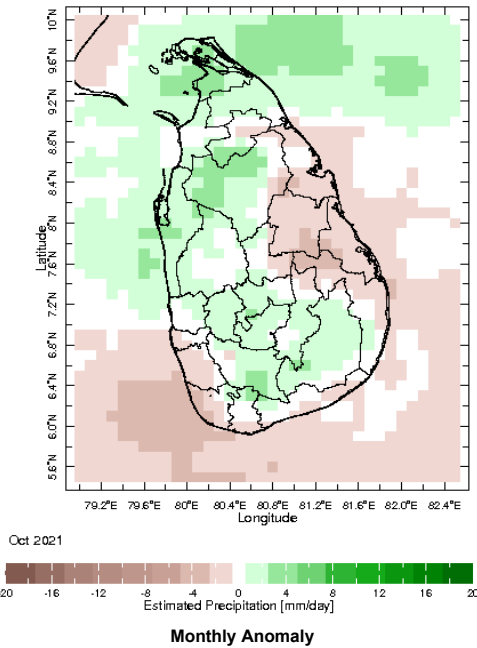 10°N
9.6°N
9.2°N
8.8°N
8.4°N
8°N
7.6°N
7.2°N
6.8°N
6.4°N
6.0°N
5.6°N
Latitude
79.2°E 79.6°E 80°E 80.4°E 80.8°E 81.2°E 81.6°E 82.0°E 82.4°E
Longitude
Oct 2021
20 -16 -12 -8 -4 0 4 8 12 16 20
Estimated Precipitation [mm/day]
Monthly Anomaly